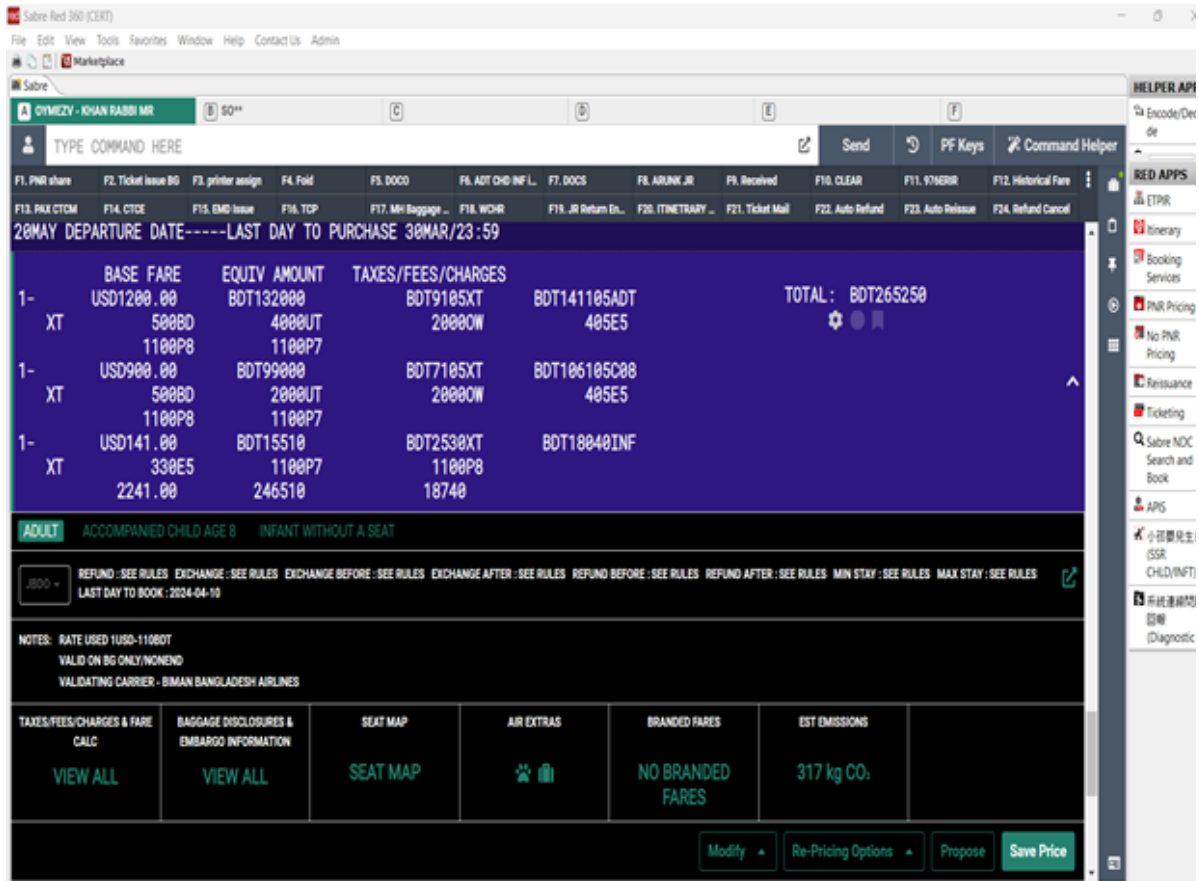 Sabre Red 360 (CERT)
File Edit View Tools Favorites Window Help Contact Us Admin
Marketplace
Sabre
A OYMEZV - KHAN RABBI MR B $0** C D E F
TYPE COMMAND HERE Send PF Keys Command Helper
F1. PNR share F2. Ticket issue BG F3. printer assign F4. Foid F5. DOCO F6. ADT CHD INF i... F7. DOCS F8. ARUNK JR F9. Received F10. CLEAR F11. 976ERSR F12. Historical Fare
F13. PAX CTCM F14. CTCE F15. EMD Issue F16. TCP F17. MH Baggage ... F18. WCHR F19. JR Return En... F20. ITINETRARY ... F21. Ticket Mail F22. Auto Refund F23. Auto Reissue F24. Refund Cancel
20MAY DEPARTURE DATE-----LAST DAY TO PURCHASE 30MAR/23:59
BASE FARE EQUIV AMOUNT TAXES/FEES/CHARGES
1- USD1200.00 BDT132000 BDT9105XT BDT141105ADT TOTAL: BDT265250
XT 500BD 4000UT 2000OW 405E5
1100P8 1100P7
1- USD900.00 BDT99000 BDT7105XT BDT106105C08
XT 500BD 2000UT 2000OW 405E5
1100P8 1100P7
1- USD141.00 BDT15510 BDT2530XT BDT18040INF
XT 330E5 1100P7 1100P8
2241.00 246510 18740
ADULT ACCOMPANIED CHILD AGE 8 INFANT WITHOUT A SEAT
JBDO REFUND : SEE RULES EXCHANGE : SEE RULES EXCHANGE BEFORE : SEE RULES EXCHANGE AFTER : SEE RULES REFUND BEFORE : SEE RULES REFUND AFTER : SEE RULES MIN STAY : SEE RULES MAX STAY : SEE RULES
LAST DAY TO BOOK : 2024-04-10
NOTES: RATE USED 1USD-110BDT
VALID ON BG ONLY/NONEND
VALIDATING CARRIER - BIMAN BANGLADESH AIRLINES
TAXES/FEES/CHARGES & FARE CALC
VIEW ALL
BAGGAGE DISCLOSURES & EMBARGO INFORMATION
VIEW ALL
SEAT MAP
SEAT MAP
AIR EXTRAS
BRANDED FARES
NO BRANDED FARES
EST EMISSIONS
317 kg CO₂
Modify Re-Pricing Options Propose Save Price
HELPER APP
Encode/Dec
de
RED APPS
ETPIR
Itinerary
Booking
Services
PNR Pricing
No PNR
Pricing
Reissuance
Ticketing
Sabre NDC
Search and
Book
APIS
(SSR
CHLD/INFT)
(Diagnostic